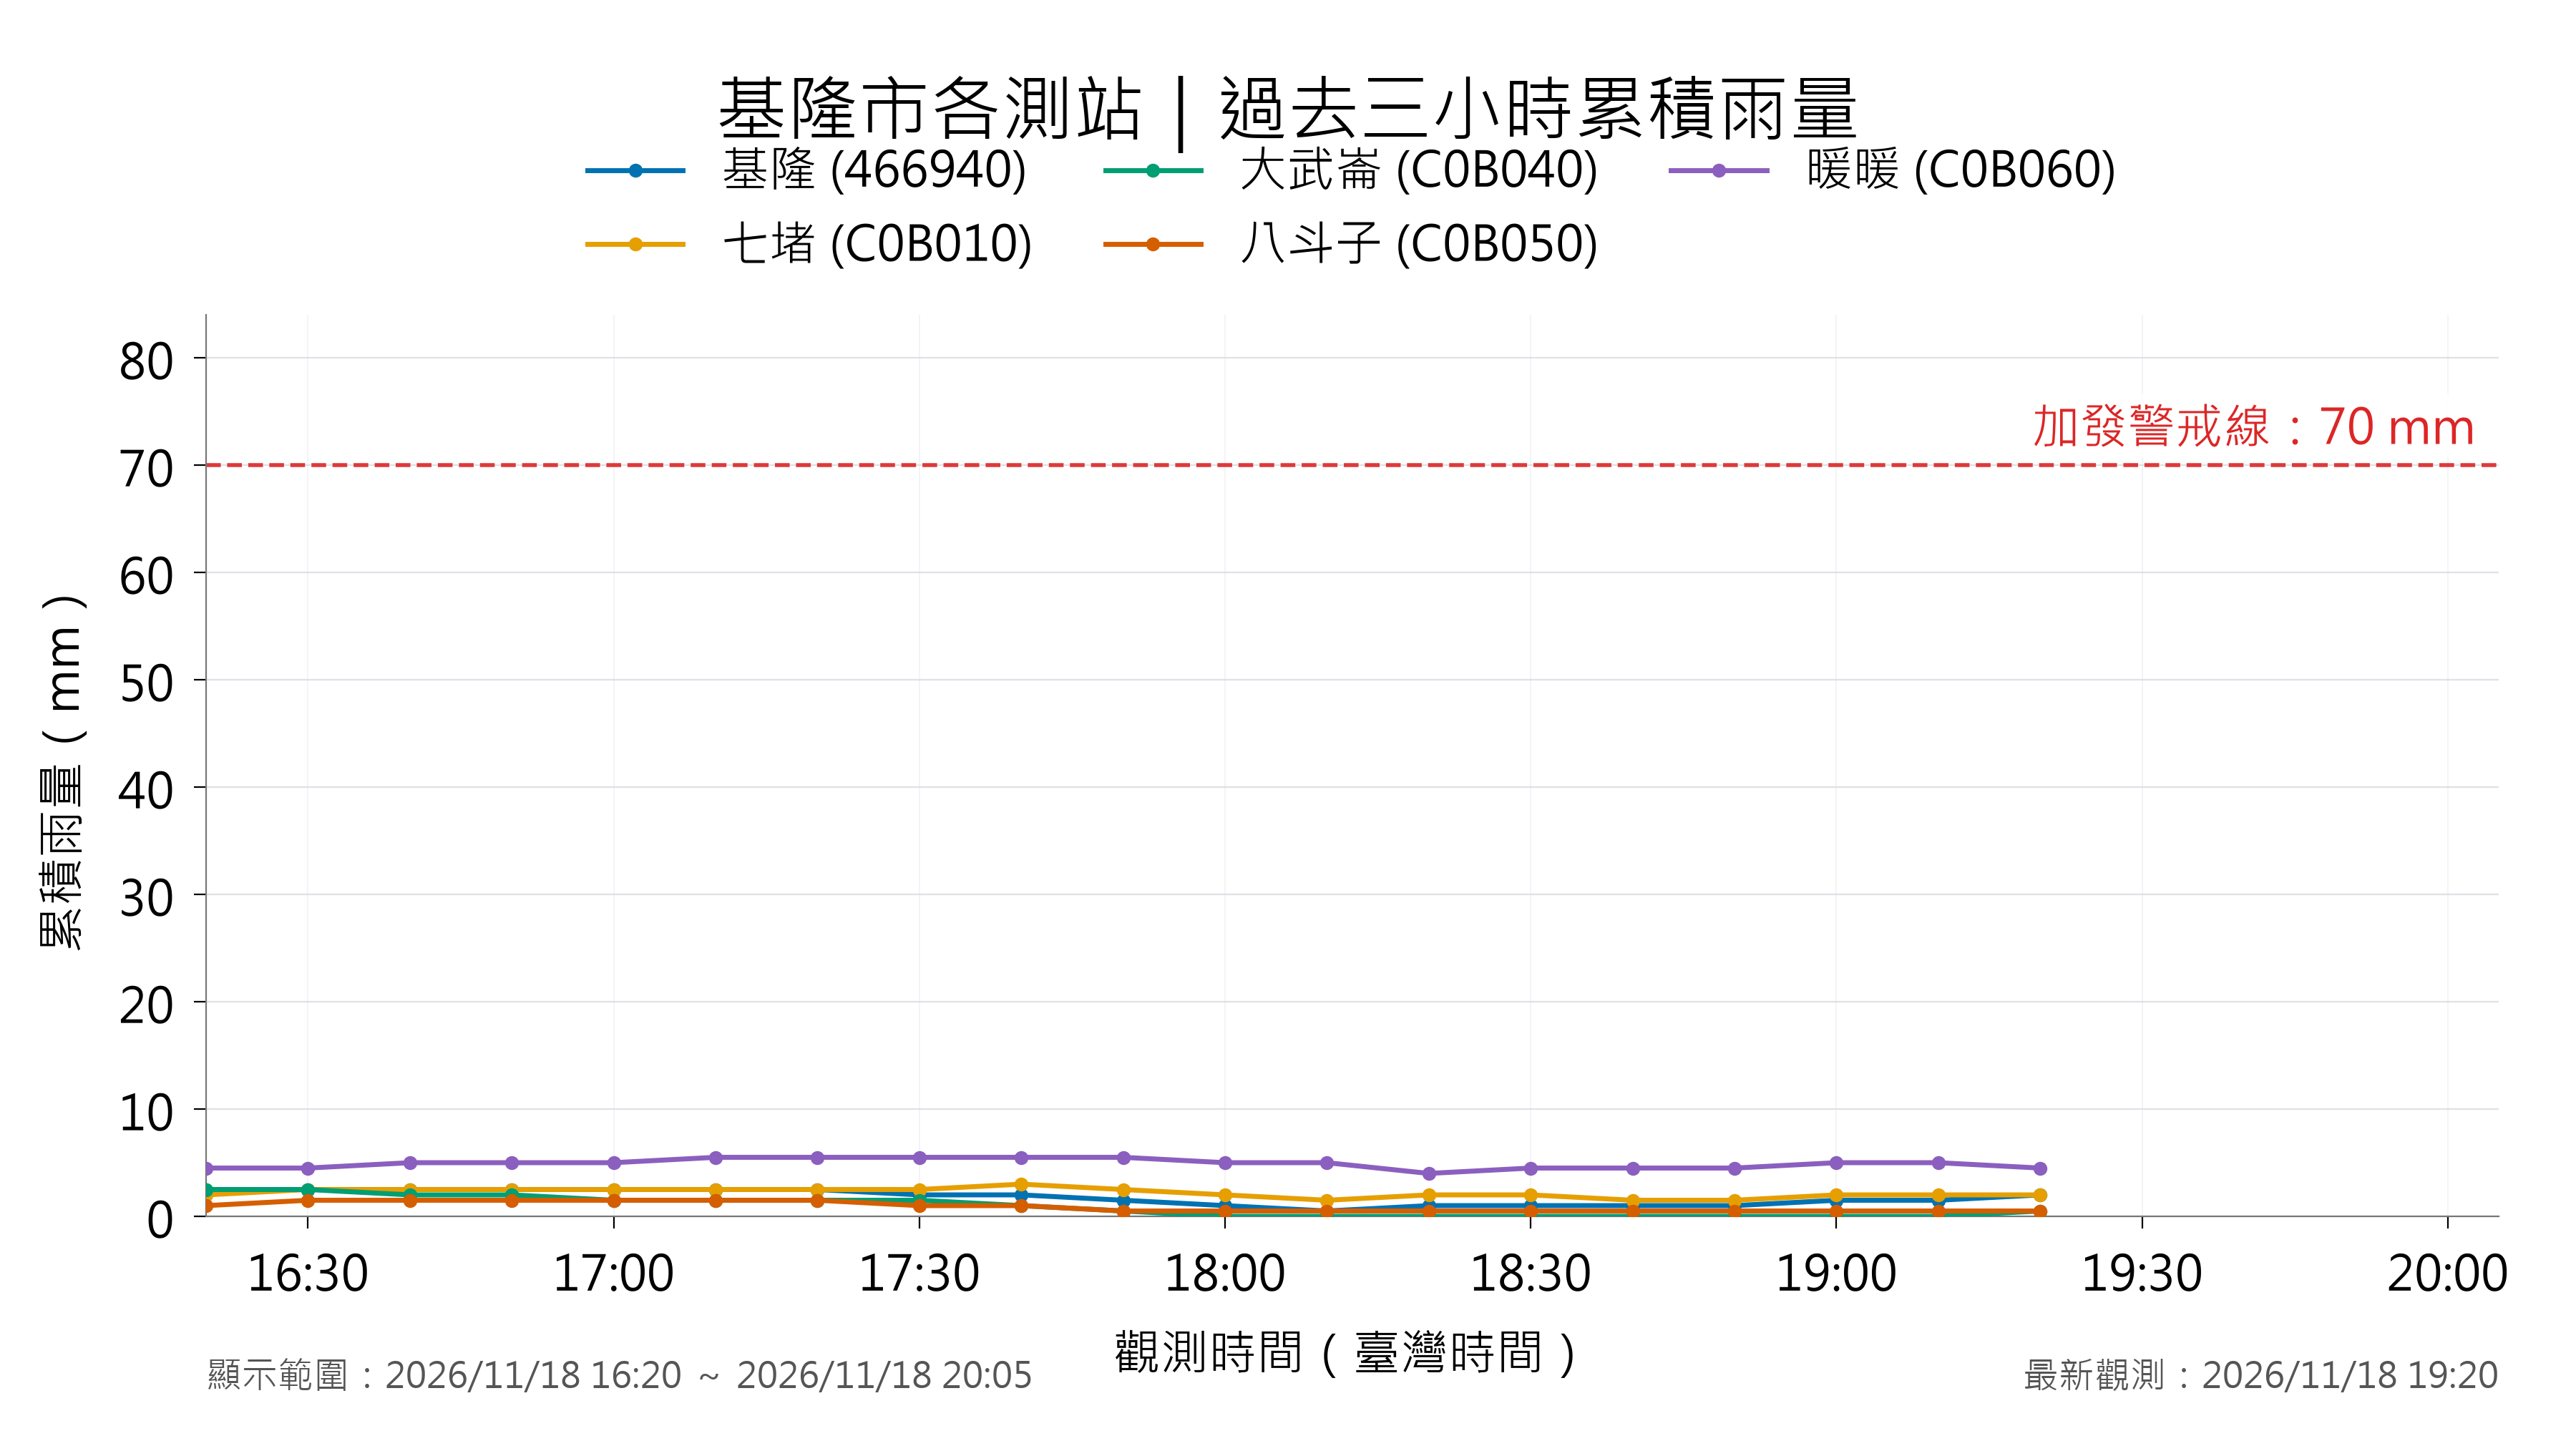 基隆市各測站｜過去三小時累積雨量
基隆 (466940)
大武崙 (C0B040)
暖暖 (C0B060)
七堵 (C0B010)
八斗子 (C0B050)
加發警戒線：70 mm
累積雨量（mm）
80
70
60
50
40
30
20
10
0
16:30
17:00
17:30
18:00
18:30
19:00
19:30
20:00
觀測時間（臺灣時間）
顯示範圍：2026/11/18 16:20 ~ 2026/11/18 20:05
最新觀測：2026/11/18 19:20